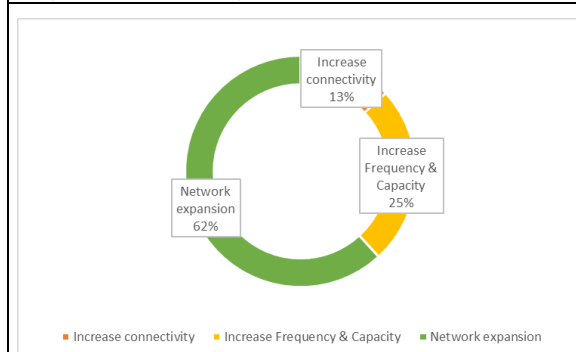 Increase
connectivity
13%
Increase
Frequency &
Capacity
25%
Network
expansion
62%
Increase connectivity Increase Frequency & Capacity Network expansion